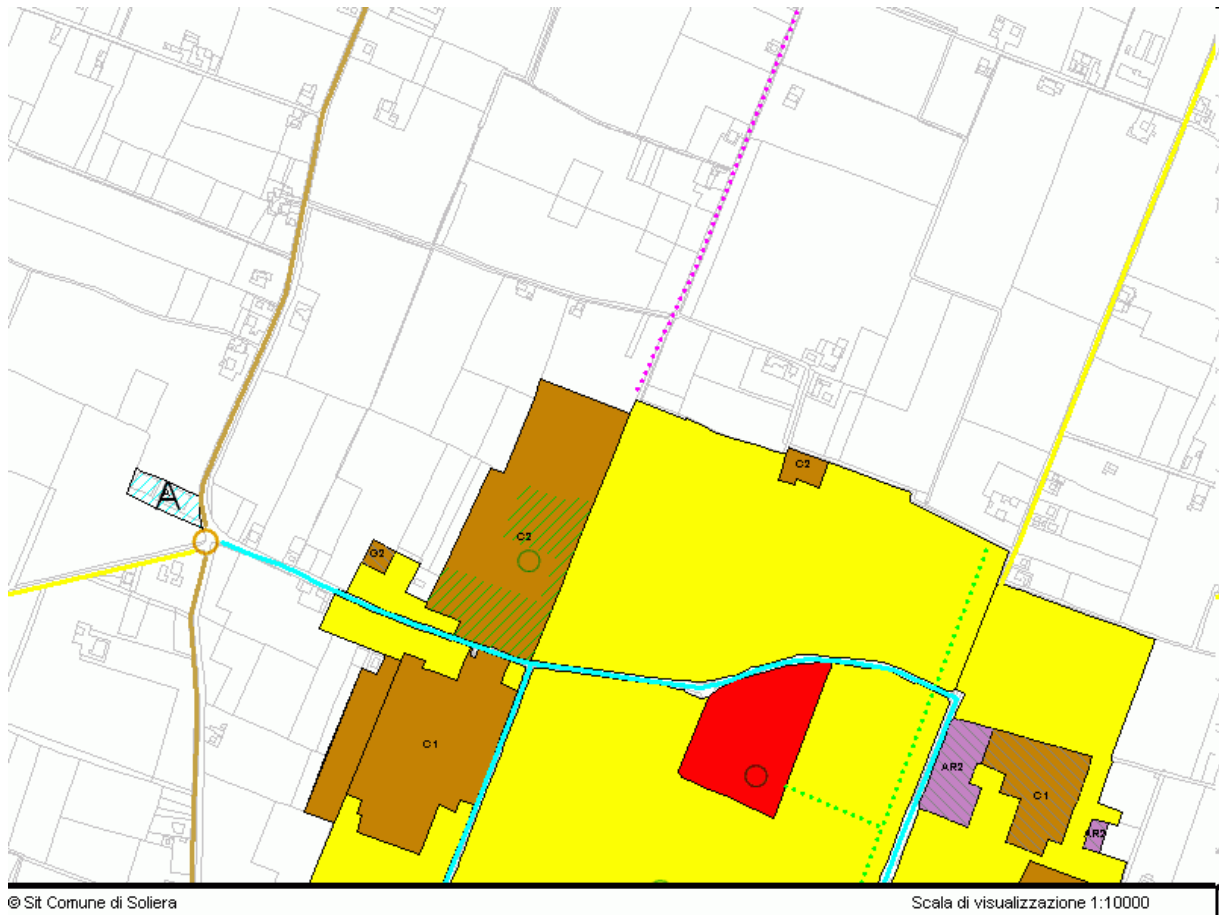 C2
A
C2
G2
C1
AR2
C1
AR2
© Sit Comune di Soliera
Scala di visualizzazione 1:10000